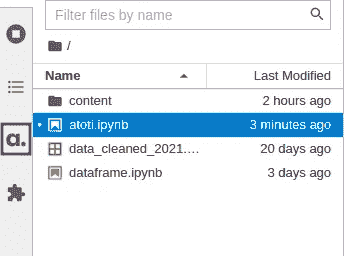 Filter files by name
/
Name Last Modified
content 2 hours ago
a. atoti.ipynb 3 minutes ago
data_cleaned_2021.... 20 days ago
dataframe.ipynb 3 days ago